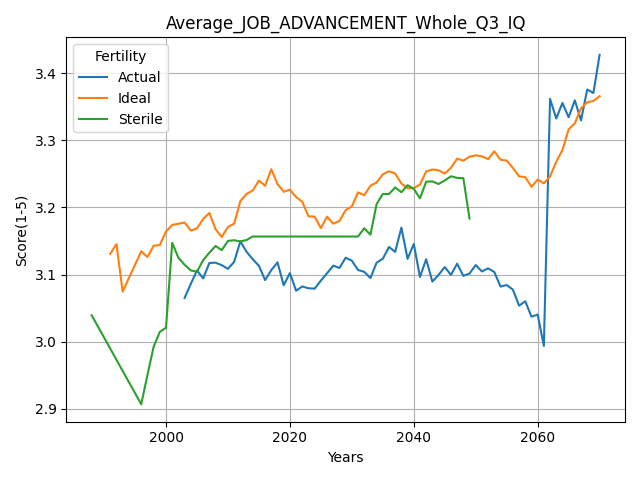 Average_JOB_ADVANCEMENT_Whole_Q3_IQ
Fertility
Actual
Ideal
Sterile
Score(1-5)
3.4
3.3
3.2
3.1
3.0
2.9
2000
2020
2040
2060
Years